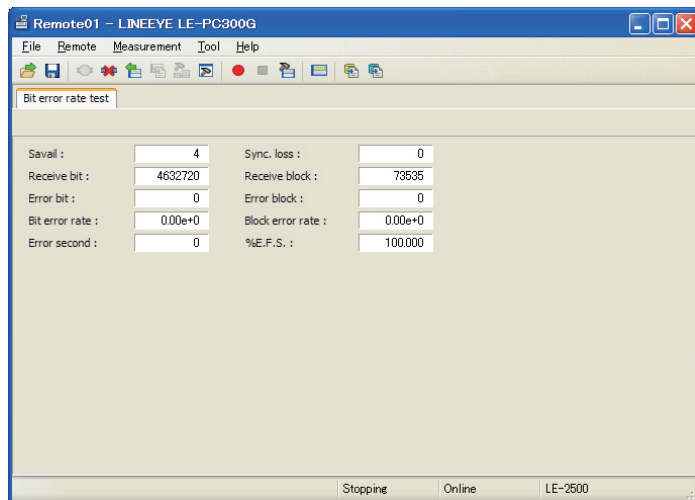 Remote01 - LINEEYE LE-PC300G
File Remote Measurement Tool Help
Bit error rate test
Savail : 4 Sync. loss : 0
Receive bit : 4632720 Receive block : 73535
Error bit : 0 Error block : 0
Bit error rate : 0.00e+0 Block error rate : 0.00e+0
Error second : 0 %E.F.S. : 100.000
Stopping Online LE-2500